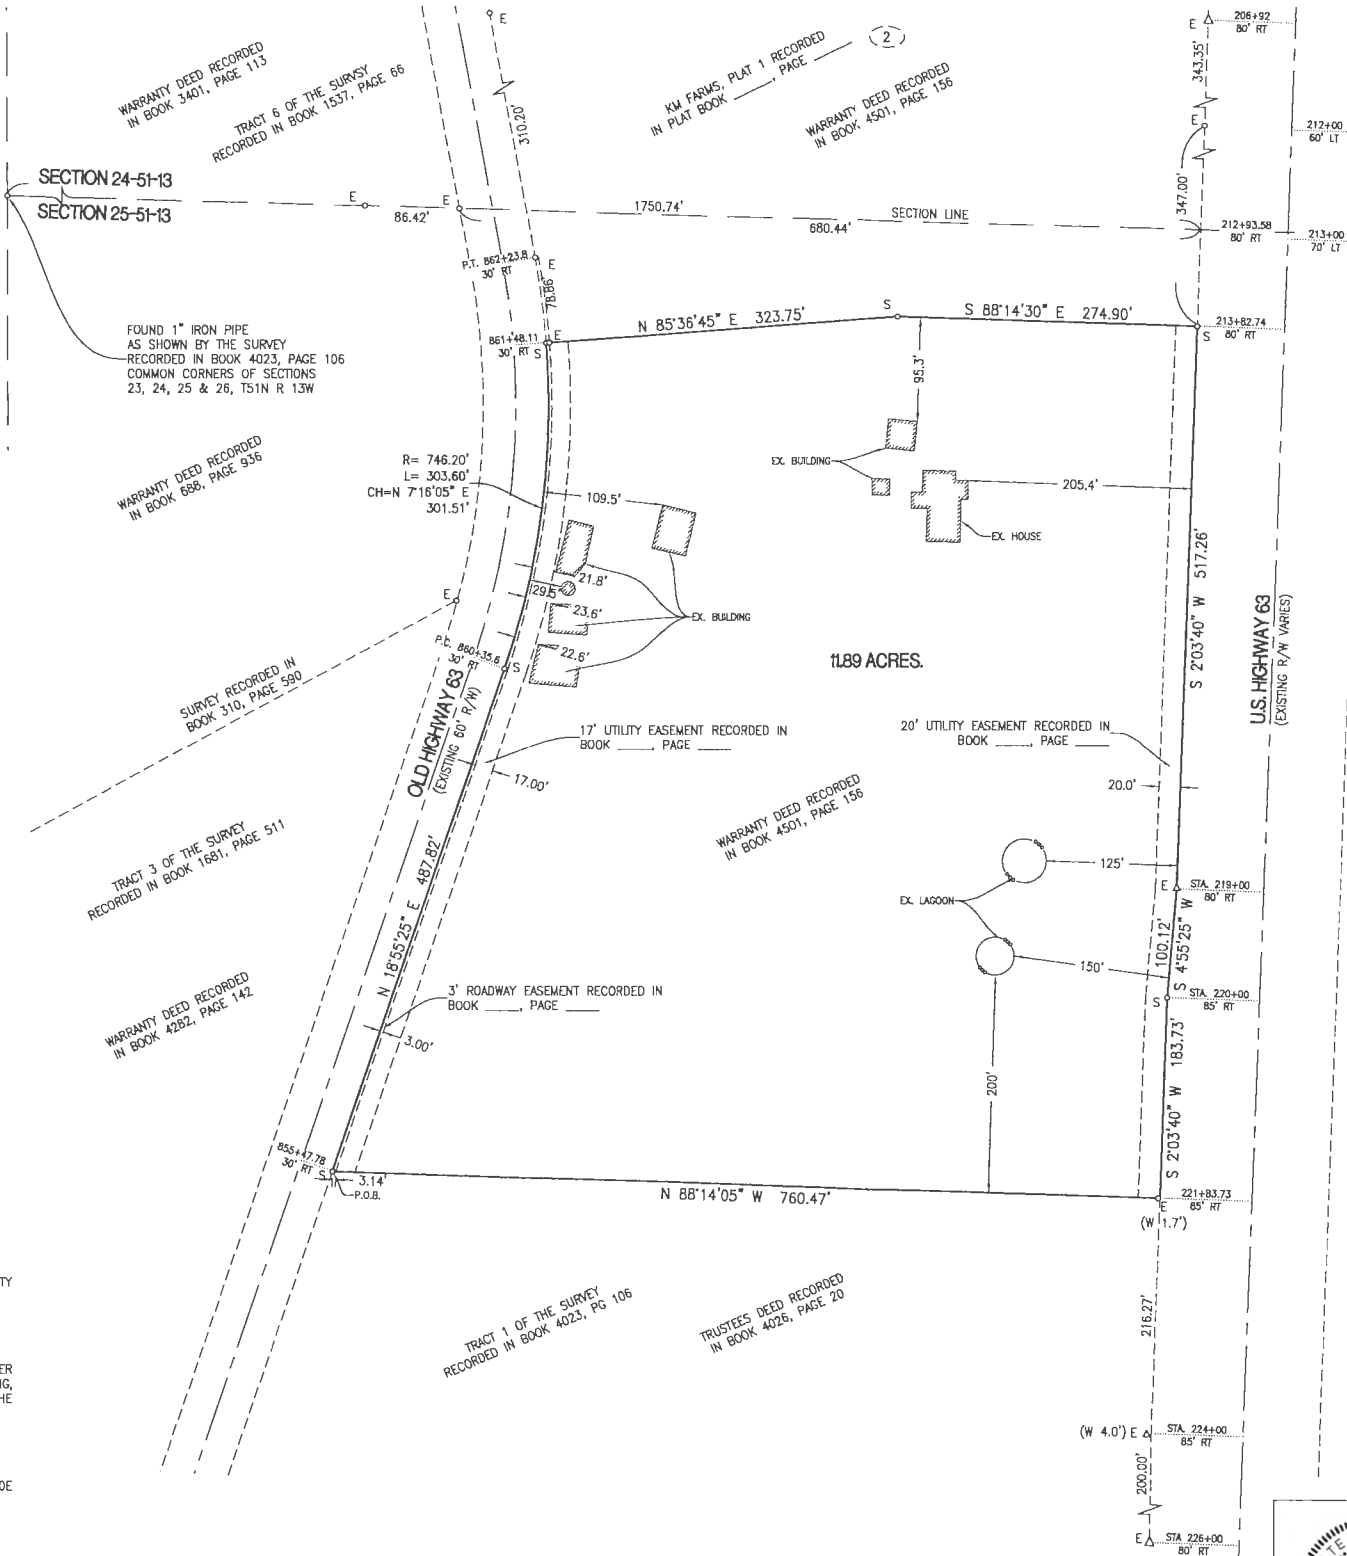 E
206+92
80' RT
E
2
343.35'
WARRANTY DEED RECORDED
IN BOOK 3401, PAGE 113
TRACT 6 OF THE SURVSY
RECORDED IN BOOK 1537, PAGE 66
310.20'
KM FARMS, PLAT 1 RECORDED
IN PLAT BOOK ____, PAGE ____
WARRANTY DEED RECORDED
IN BOOK 4501, PAGE 156
E
212+00
60' LT
SECTION 24-51-13
SECTION 25-51-13
E
E
86.42'
1750.74'
680.44'
SECTION LINE
347.00'
212+93.58
80' RT
213+00
70' LT
P.T. 862+23.8
30' RT
E
78.86'
FOUND 1" IRON PIPE
AS SHOWN BY THE SURVEY
RECORDED IN BOOK 4023, PAGE 106
COMMON CORNERS OF SECTIONS
23, 24, 25 & 26, T51N R 13W
861+48.11
30' RT
S
E
N 85°36'45" E 323.75'
S
S 88°14'30" E 274.90'
213+82.74
80' RT
S
95.3'
WARRANTY DEED RECORDED
IN BOOK 688, PAGE 936
R= 746.20'
L= 303.60'
CH=N 7°16'05" E
301.51'
109.5'
EX. BUILDING
205.4'
EX. HOUSE
S 2°03'40" W 517.26'
21.8'
29.5'
23.6'
22.6'
EX. BUILDING
E
P.C. 860+35.6
30' RT
S
11.89 ACRES.
U.S. HIGHWAY 63
(EXISTING R/W VARIES)
SURVEY RECORDED IN
BOOK 310, PAGE 590
OLD HIGHWAY 63
(EXISTING 60' R/W)
17' UTILITY EASEMENT RECORDED IN
BOOK ____, PAGE ____
17.00'
20' UTILITY EASEMENT RECORDED IN
BOOK ____, PAGE ____
20.0'
TRACT 3 OF THE SURVEY
RECORDED IN BOOK 1681, PAGE 511
WARRANTY DEED RECORDED
IN BOOK 4501, PAGE 156
N 18°55'25" E 487.82'
125'
EX. LAGOON
E
STA. 219+00
80' RT
100.12'
S 4°55'25" W
150'
S
STA. 220+00
85' RT
WARRANTY DEED RECORDED
IN BOOK 4282, PAGE 142
3' ROADWAY EASEMENT RECORDED IN
BOOK ____, PAGE ____
3.00'
200'
S 2°03'40" W 183.73'
855+47.78
30' RT
S
3.14'
P.O.B.
N 88°14'05" W 760.47'
221+83.73
85' RT
E
(W 1.7')
TY
TRACT 1 OF THE SURVEY
RECORDED IN BOOK 4023, PG 106
TRUSTEES DEED RECORDED
IN BOOK 4026, PAGE 20
216.27'
ER
IG,
HE
(W 4.0') E
STA. 224+00
85' RT
200.00'
OE
E
STA 226+00
80' RT
TE